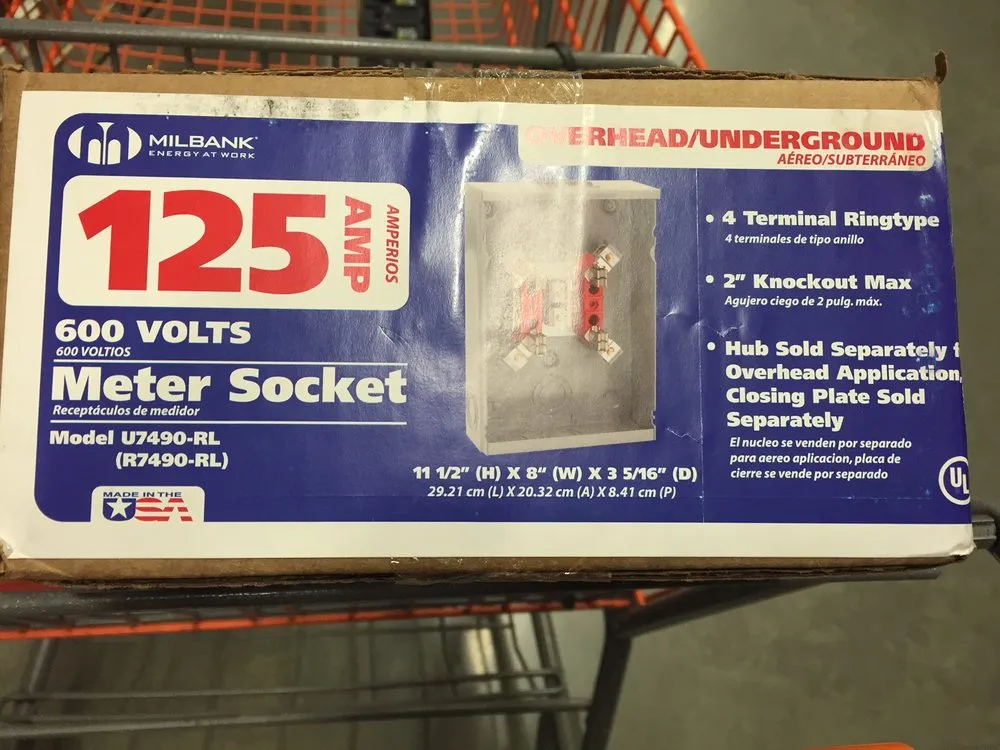 MILBANK
ENERGY AT WORK
OVERHEAD/UNDERGROUND
AÉREO/SUBTERRÁNEO
125
AMP
AMPERIOS
600 VOLTS
600 VOLTIOS
Meter Socket
Receptáculos de medidor
Model U7490-RL
(R7490-RL)
MADE IN THE
USA
11 1/2" (H) X 8" (W) X 3 5/16" (D)
29.21 cm (L) X 20.32 cm (A) X 8.41 cm (P)
• 4 Terminal Ringtype
4 terminales de tipo anillo
• 2" Knockout Max
Agujero ciego de 2 pulg. máx.
• Hub Sold Separately f
Overhead Application,
Closing Plate Sold
Separately
El nucleo se venden por separado
para aereo aplicacion, placa de
cierre se vende por separado
UL